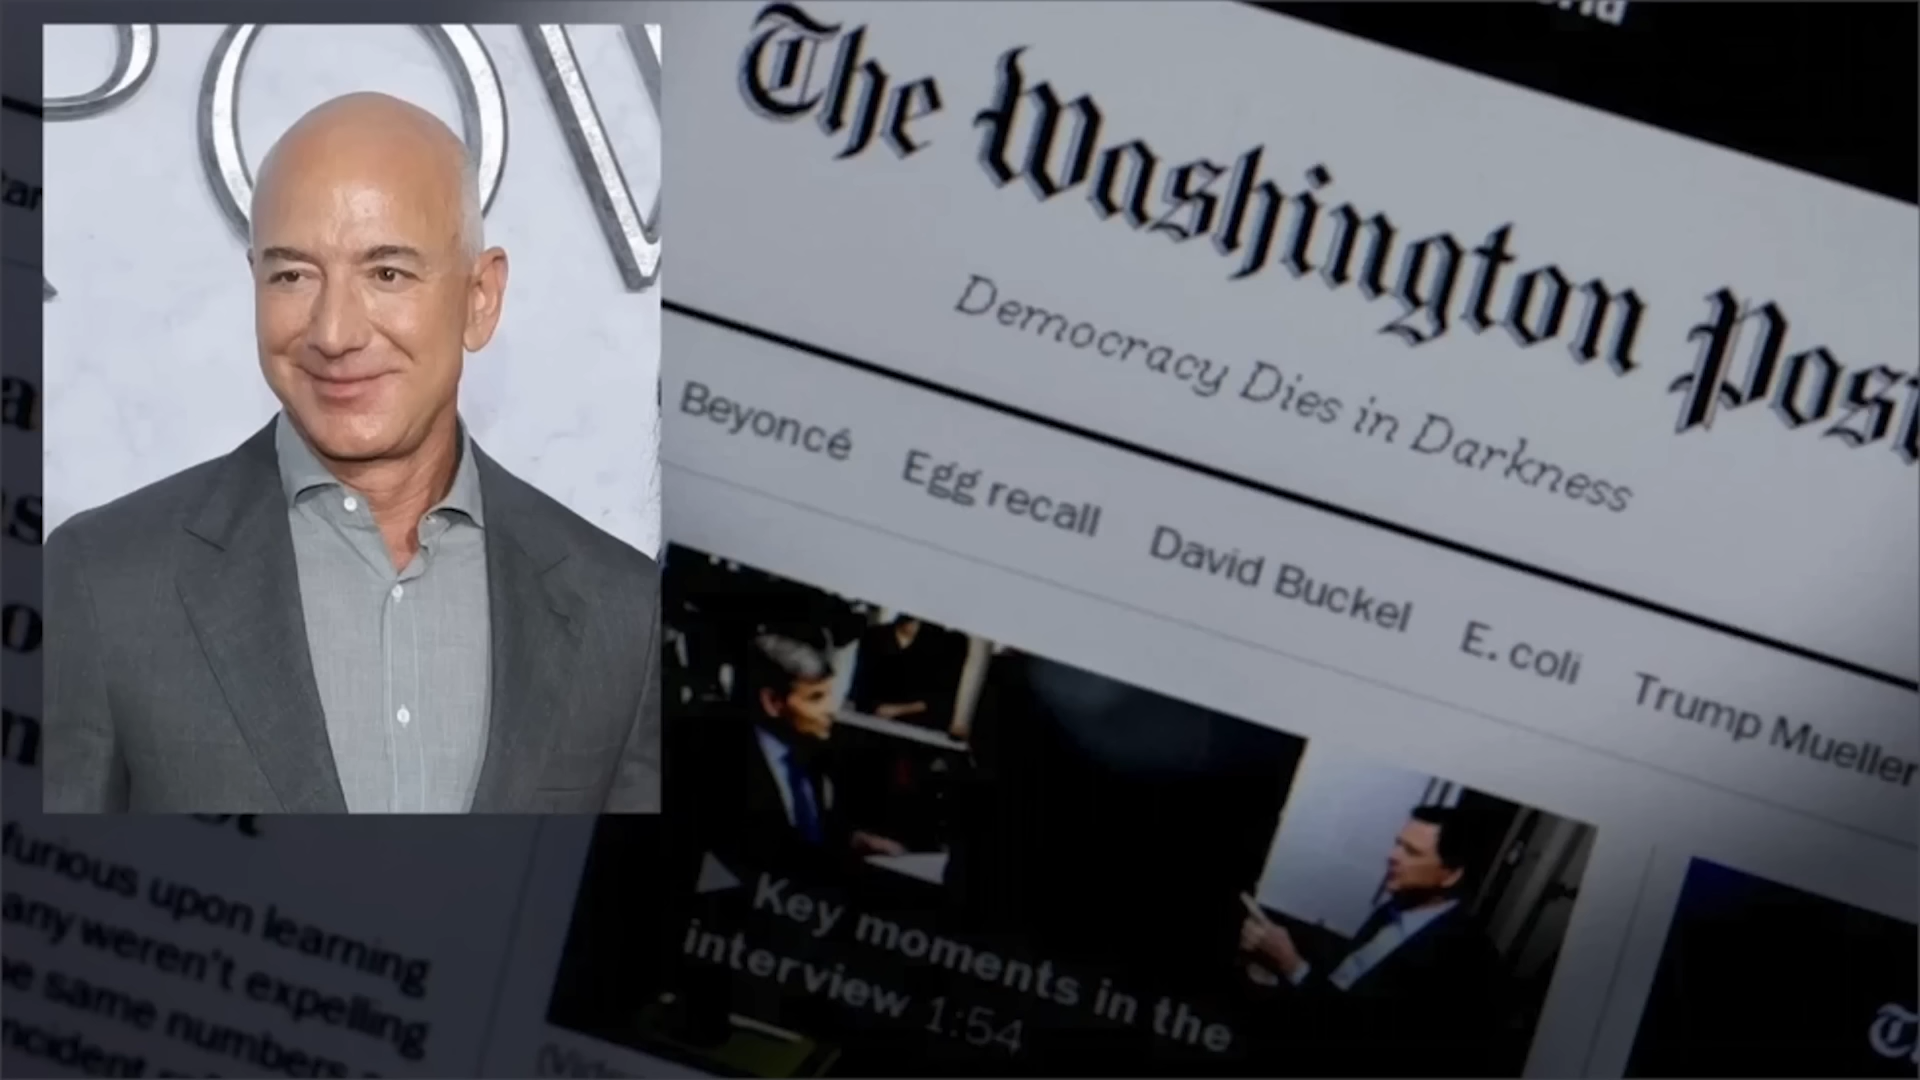 The Washington Post
Democracy Dies in Darkness
Beyoncé Egg recall David Buckel E. coli Trump Mueller
Key moments in the
interview 1:54
furious upon learning
any weren't expelling
same numbers